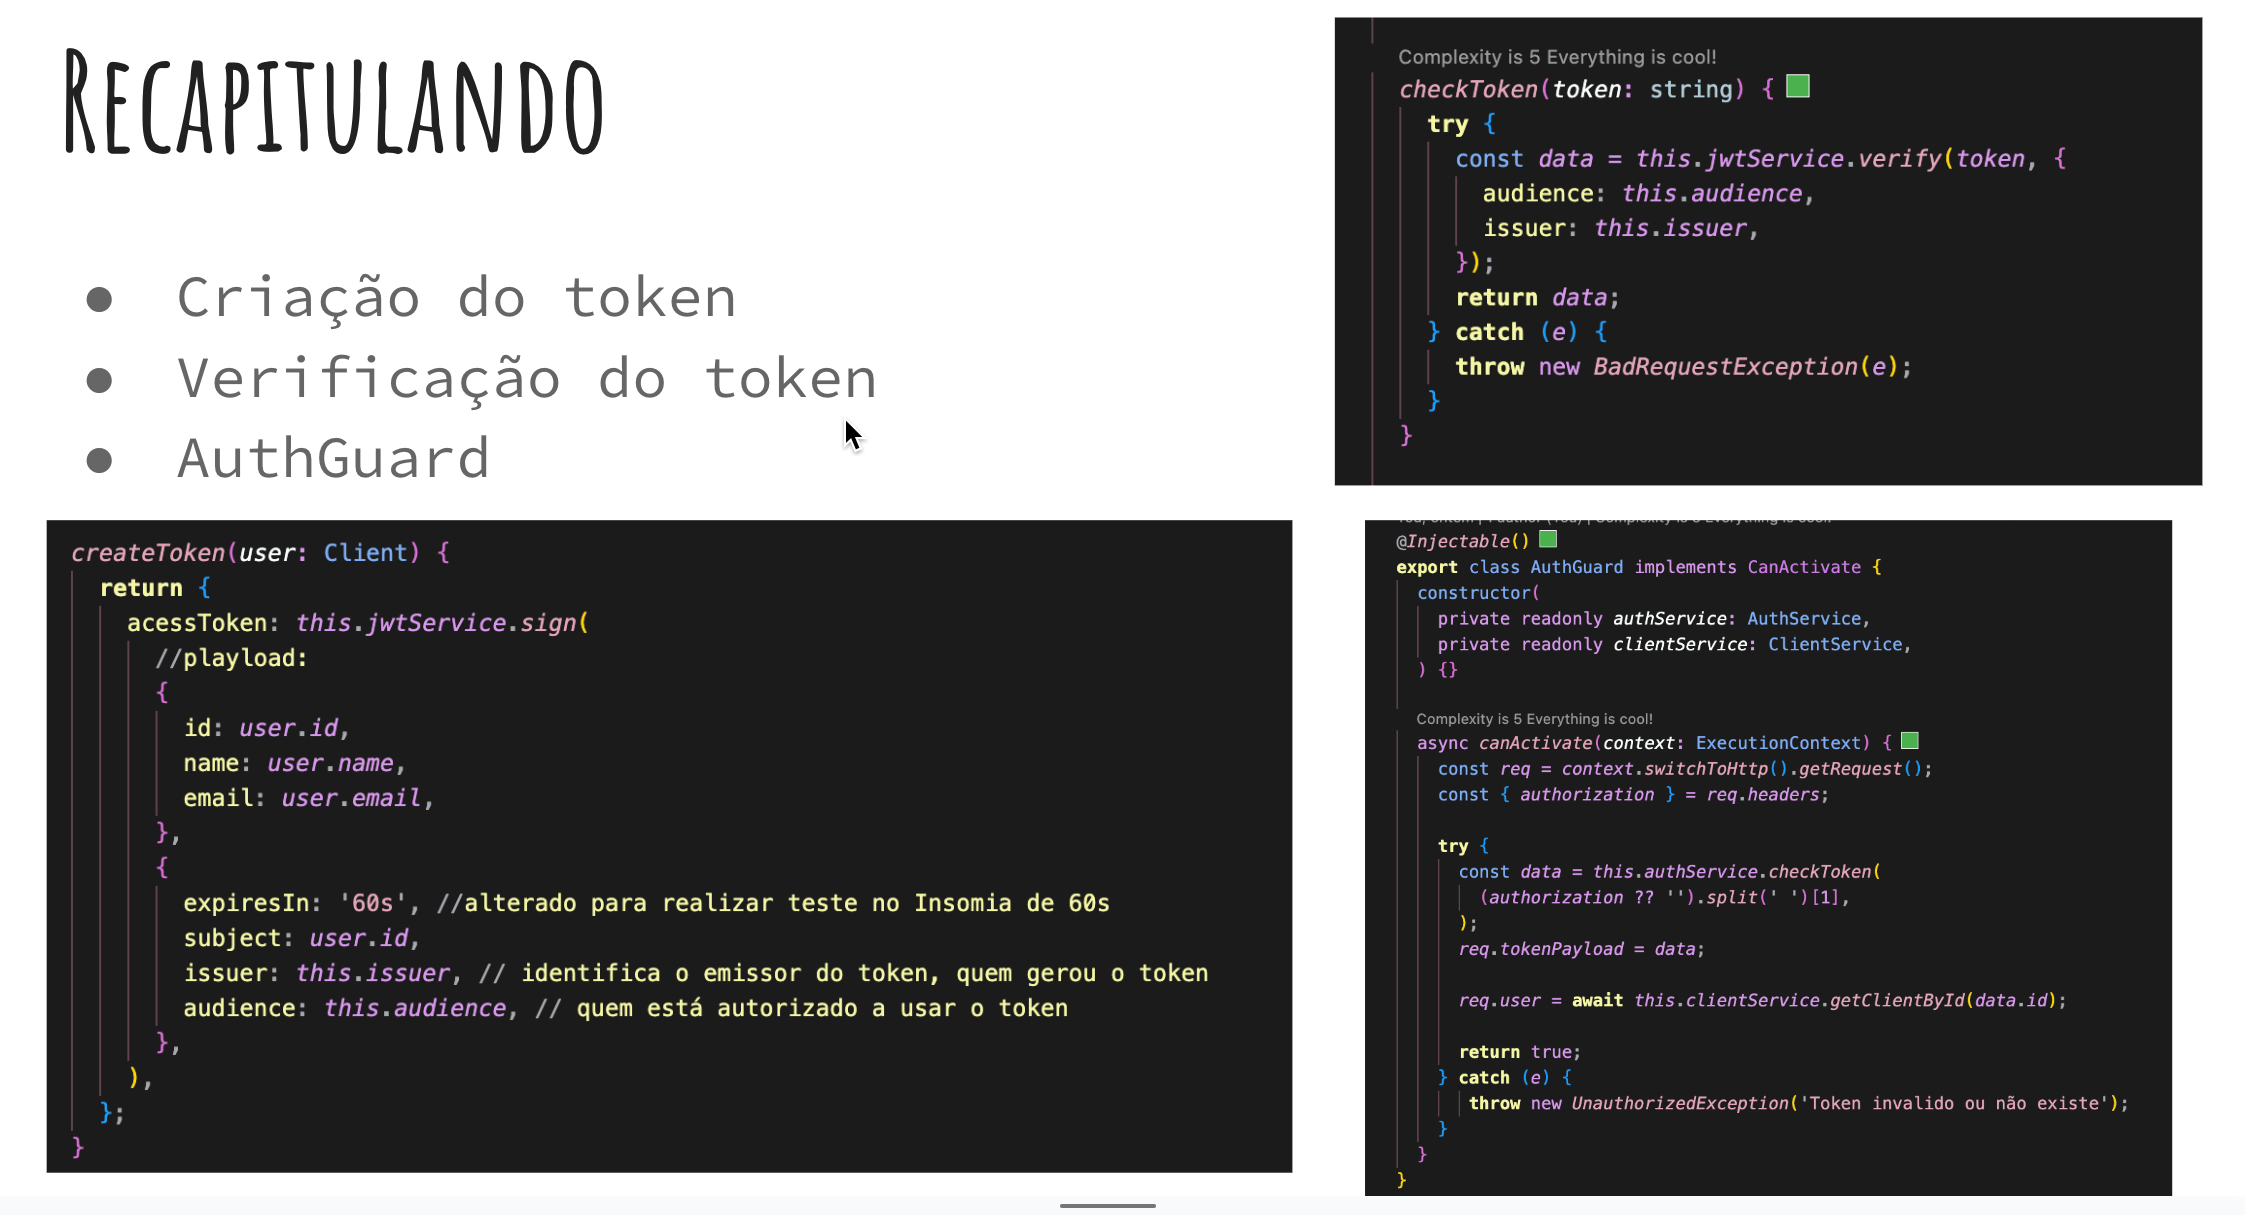 RECAPITULANDO
● Criação do token
● Verificação do token
● AuthGuard
Complexity is 5 Everything is cool!
checkToken(token: string) {
try {
const data = this.jwtService.verify(token, {
audience: this.audience,
issuer: this.issuer,
});
return data;
} catch (e) {
throw new BadRequestException(e);
}
}
createToken(user: Client) {
return {
acessToken: this.jwtService.sign(
//playload:
{
id: user.id,
name: user.name,
email: user.email,
},
{
expiresIn: '60s', //alterado para realizar teste no Insomia de 60s
subject: user.id,
issuer: this.issuer, // identifica o emissor do token, quem gerou o token
audience: this.audience, // quem está autorizado a usar o token
},
),
};
}
@Injectable()
export class AuthGuard implements CanActivate {
constructor(
private readonly authService: AuthService,
private readonly clientService: ClientService,
) {}
Complexity is 5 Everything is cool!
async canActivate(context: ExecutionContext) {
const req = context.switchToHttp().getRequest();
const { authorization } = req.headers;
try {
const data = this.authService.checkToken(
(authorization ?? '').split(' ')[1],
);
req.tokenPayload = data;
req.user = await this.clientService.getClientById(data.id);
return true;
} catch (e) {
throw new UnauthorizedException('Token invalido ou não existe');
}
}
}